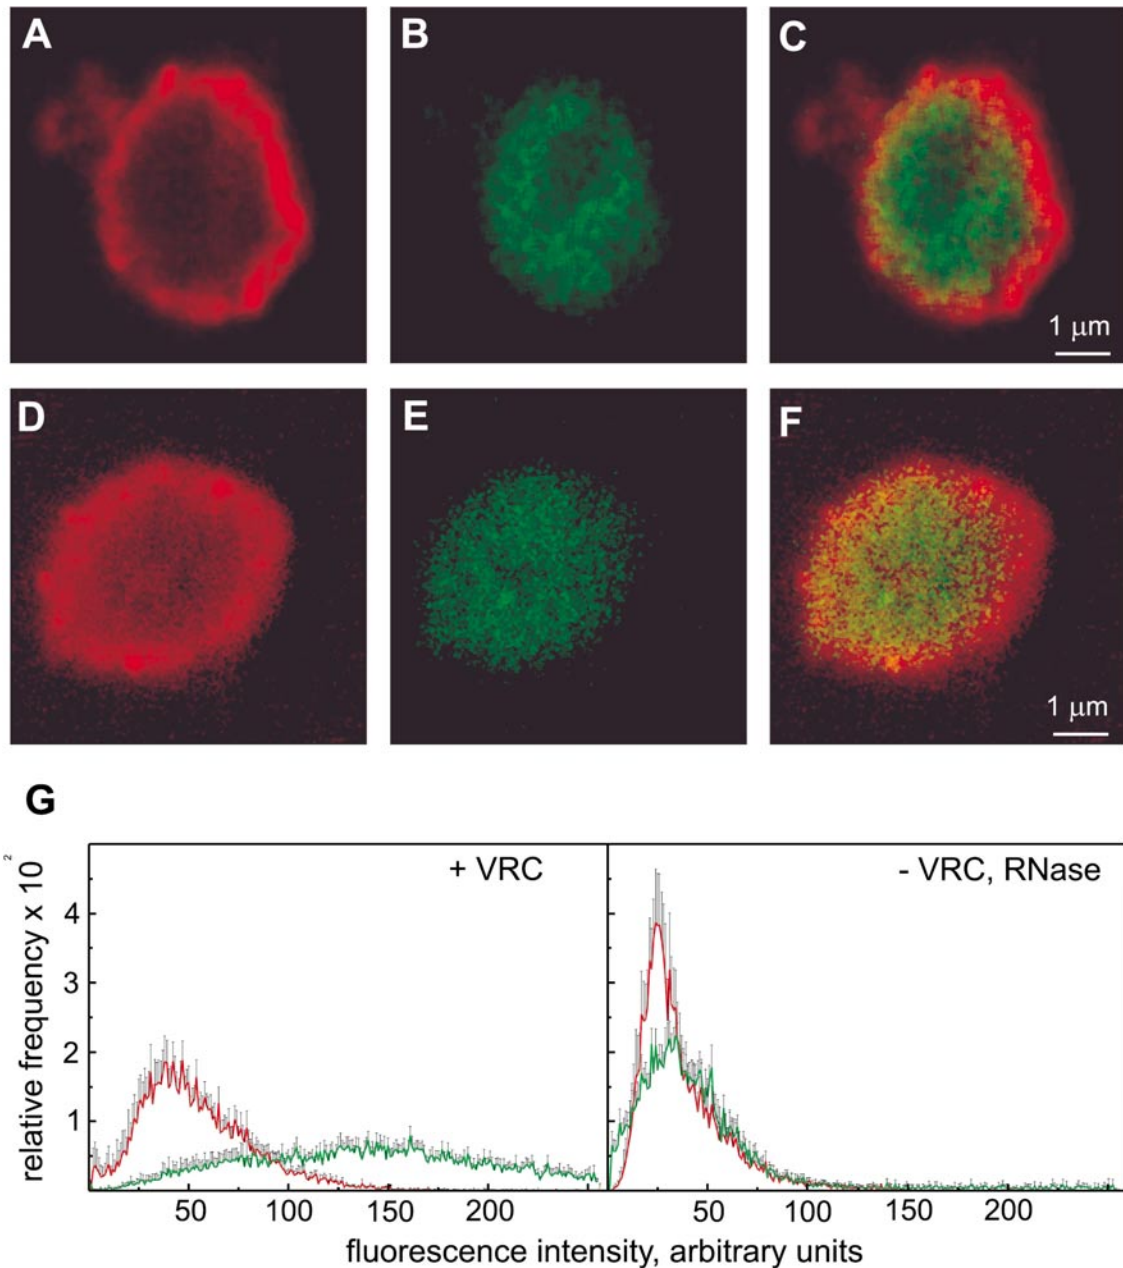 A B C
1 μm
D E F
1 μm
G
+ VRC - VRC, RNase
relative frequency x 10 ²
4
3
2
1
50 100 150 200 50 100 150 200
fluorescence intensity, arbitrary units